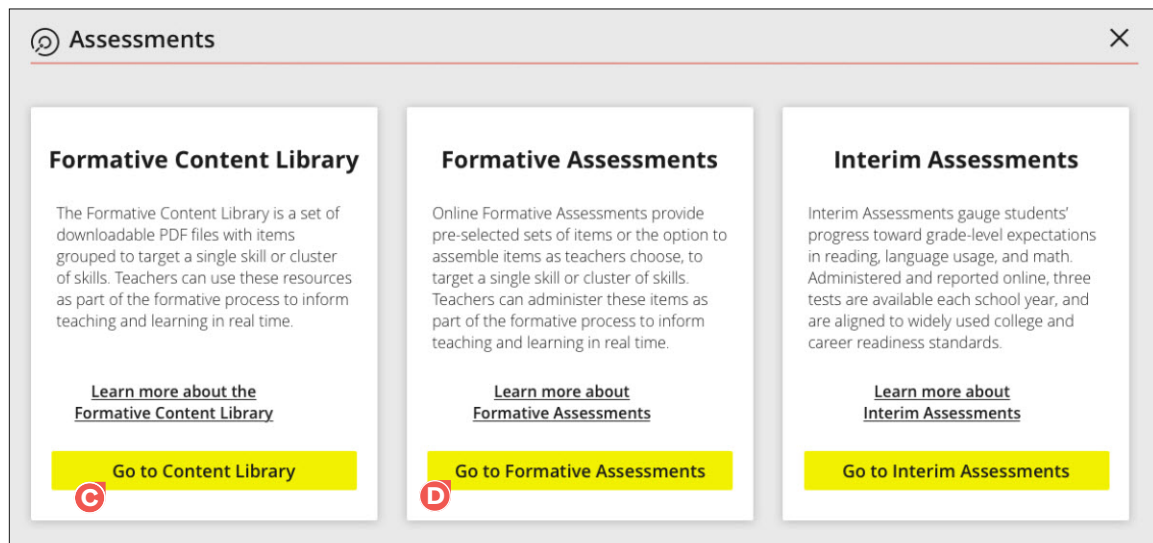 Assessments
Formative Content Library
The Formative Content Library is a set of
downloadable PDF files with items
grouped to target a single skill or cluster
of skills. Teachers can use these resources
as part of the formative process to inform
teaching and learning in real time.
Learn more about the
Formative Content Library
Go to Content Library
C
Formative Assessments
Online Formative Assessments provide
pre-selected sets of items or the option to
assemble items as teachers choose, to
target a single skill or cluster of skills.
Teachers can administer these items as
part of the formative process to inform
teaching and learning in real time.
Learn more about
Formative Assessments
Go to Formative Assessments
D
Interim Assessments
Interim Assessments gauge students’
progress toward grade-level expectations
in reading, language usage, and math.
Administered and reported online, three
tests are available each school year, and
are aligned to widely used college and
career readiness standards.
Learn more about
Interim Assessments
Go to Interim Assessments